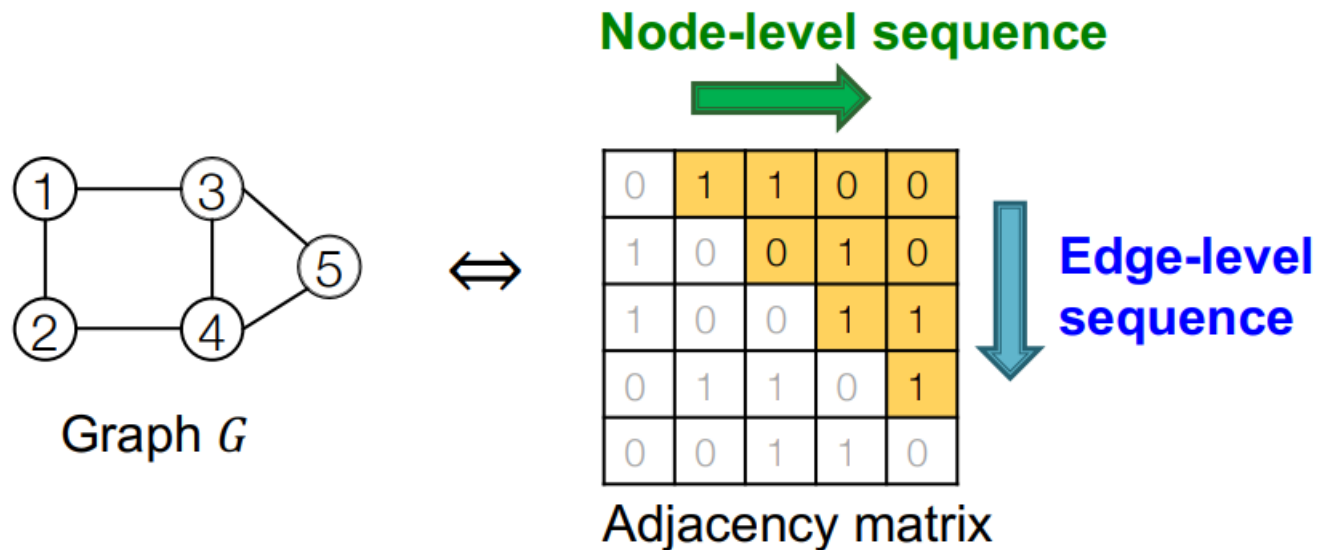 Node-level sequence
1
3
5
2
4
Graph G
⇔
0 1 1 0 0
1 0 0 1 0
1 0 0 1 1
0 1 1 0 1
0 0 1 1 0
Edge-level
sequence
Adjacency matrix